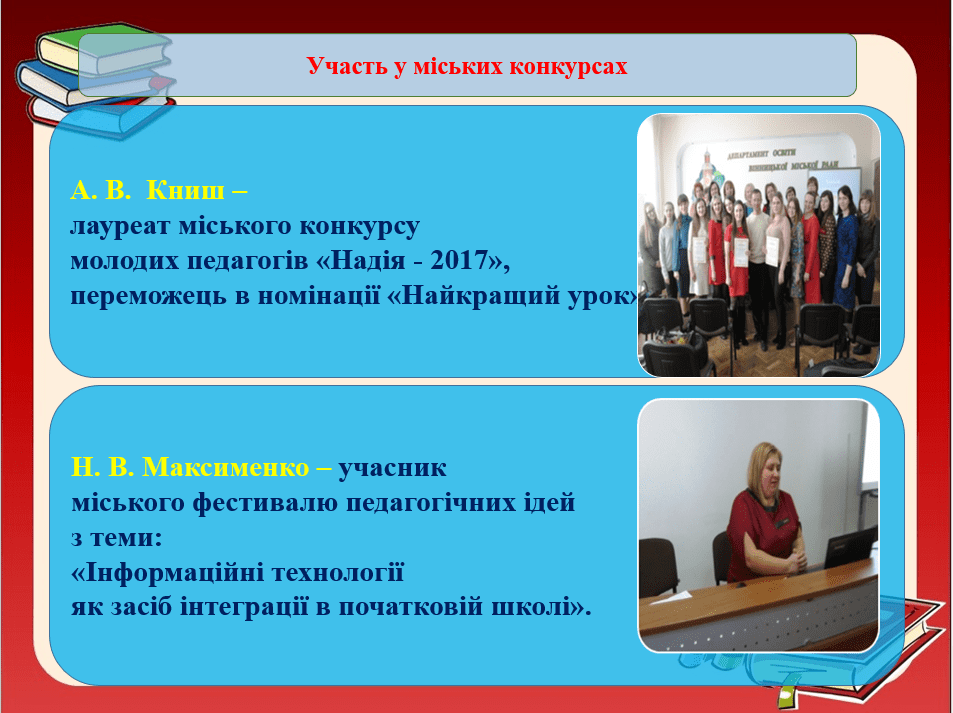 Участь у міських конкурсах
А. В. Книш –
лауреат міського конкурсу
молодих педагогів «Надія - 2017»,
переможець в номінації «Найкращий урок»
ДЕПАРТАМЕНТ ОСВІТИ
ВІННИЦЬКОЇ МІСЬКОЇ РАДИ
Н. В. Максименко – учасник
міського фестивалю педагогічних ідей
з теми:
«Інформаційні технології
як засіб інтеграції в початковій школі».